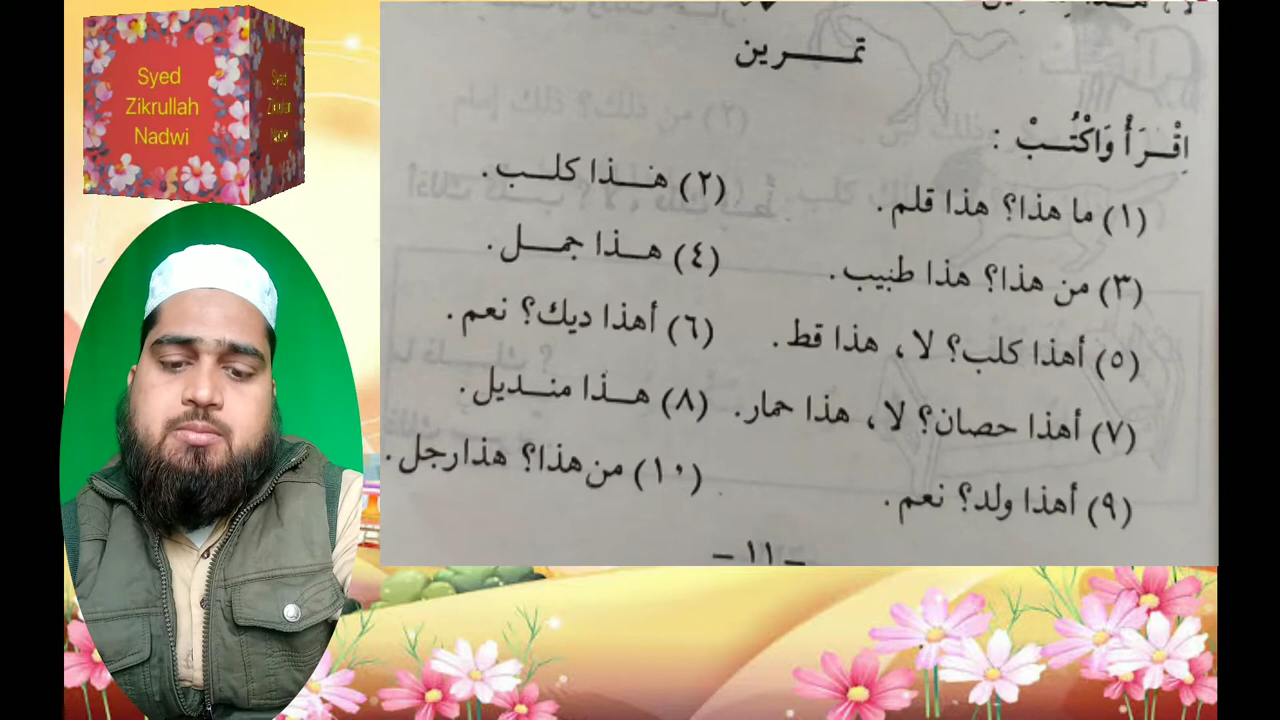 Syed
Zikrullah
Nadwi
تمـــرين
اِقْـرَأْ وَاكْتُـبْ :
(١) ما هذا؟ هذا قلم. (٢) هـذا كلـب.
(٣) من هذا؟ هذا طبيب. (٤) هـذا جمـل.
(٥) أهذا كلب؟ لا، هذا قط. (٦) أهذا ديك؟ نعم.
(٧) أهذا حصان؟ لا، هذا حمار. (٨) هـذا منـديل.
(٩) أهذا ولد؟ نعم. (١٠) من هذا؟ هذا رجل.
– ١١ –